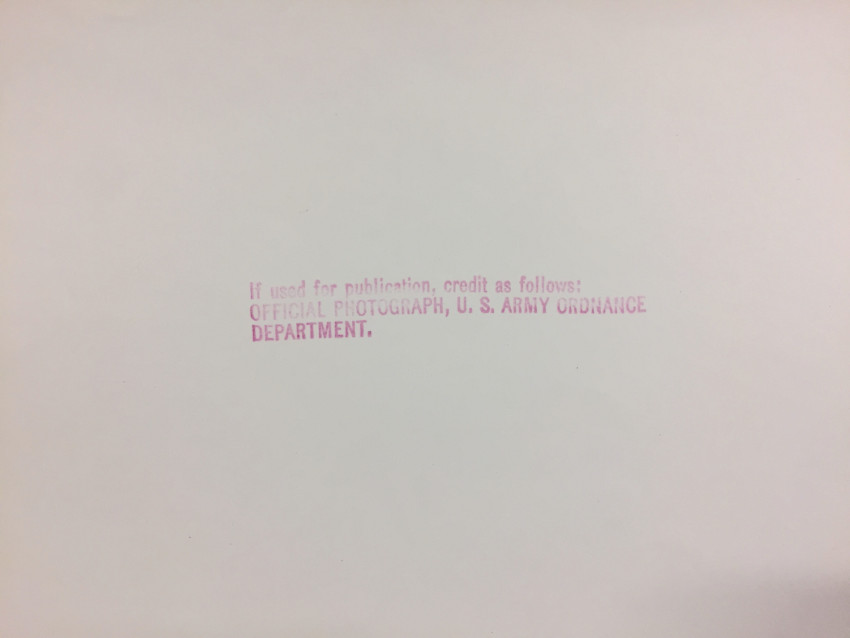 If used for publication, credit as follows:
OFFICIAL PHOTOGRAPH, U. S. ARMY ORDNANCE
DEPARTMENT.